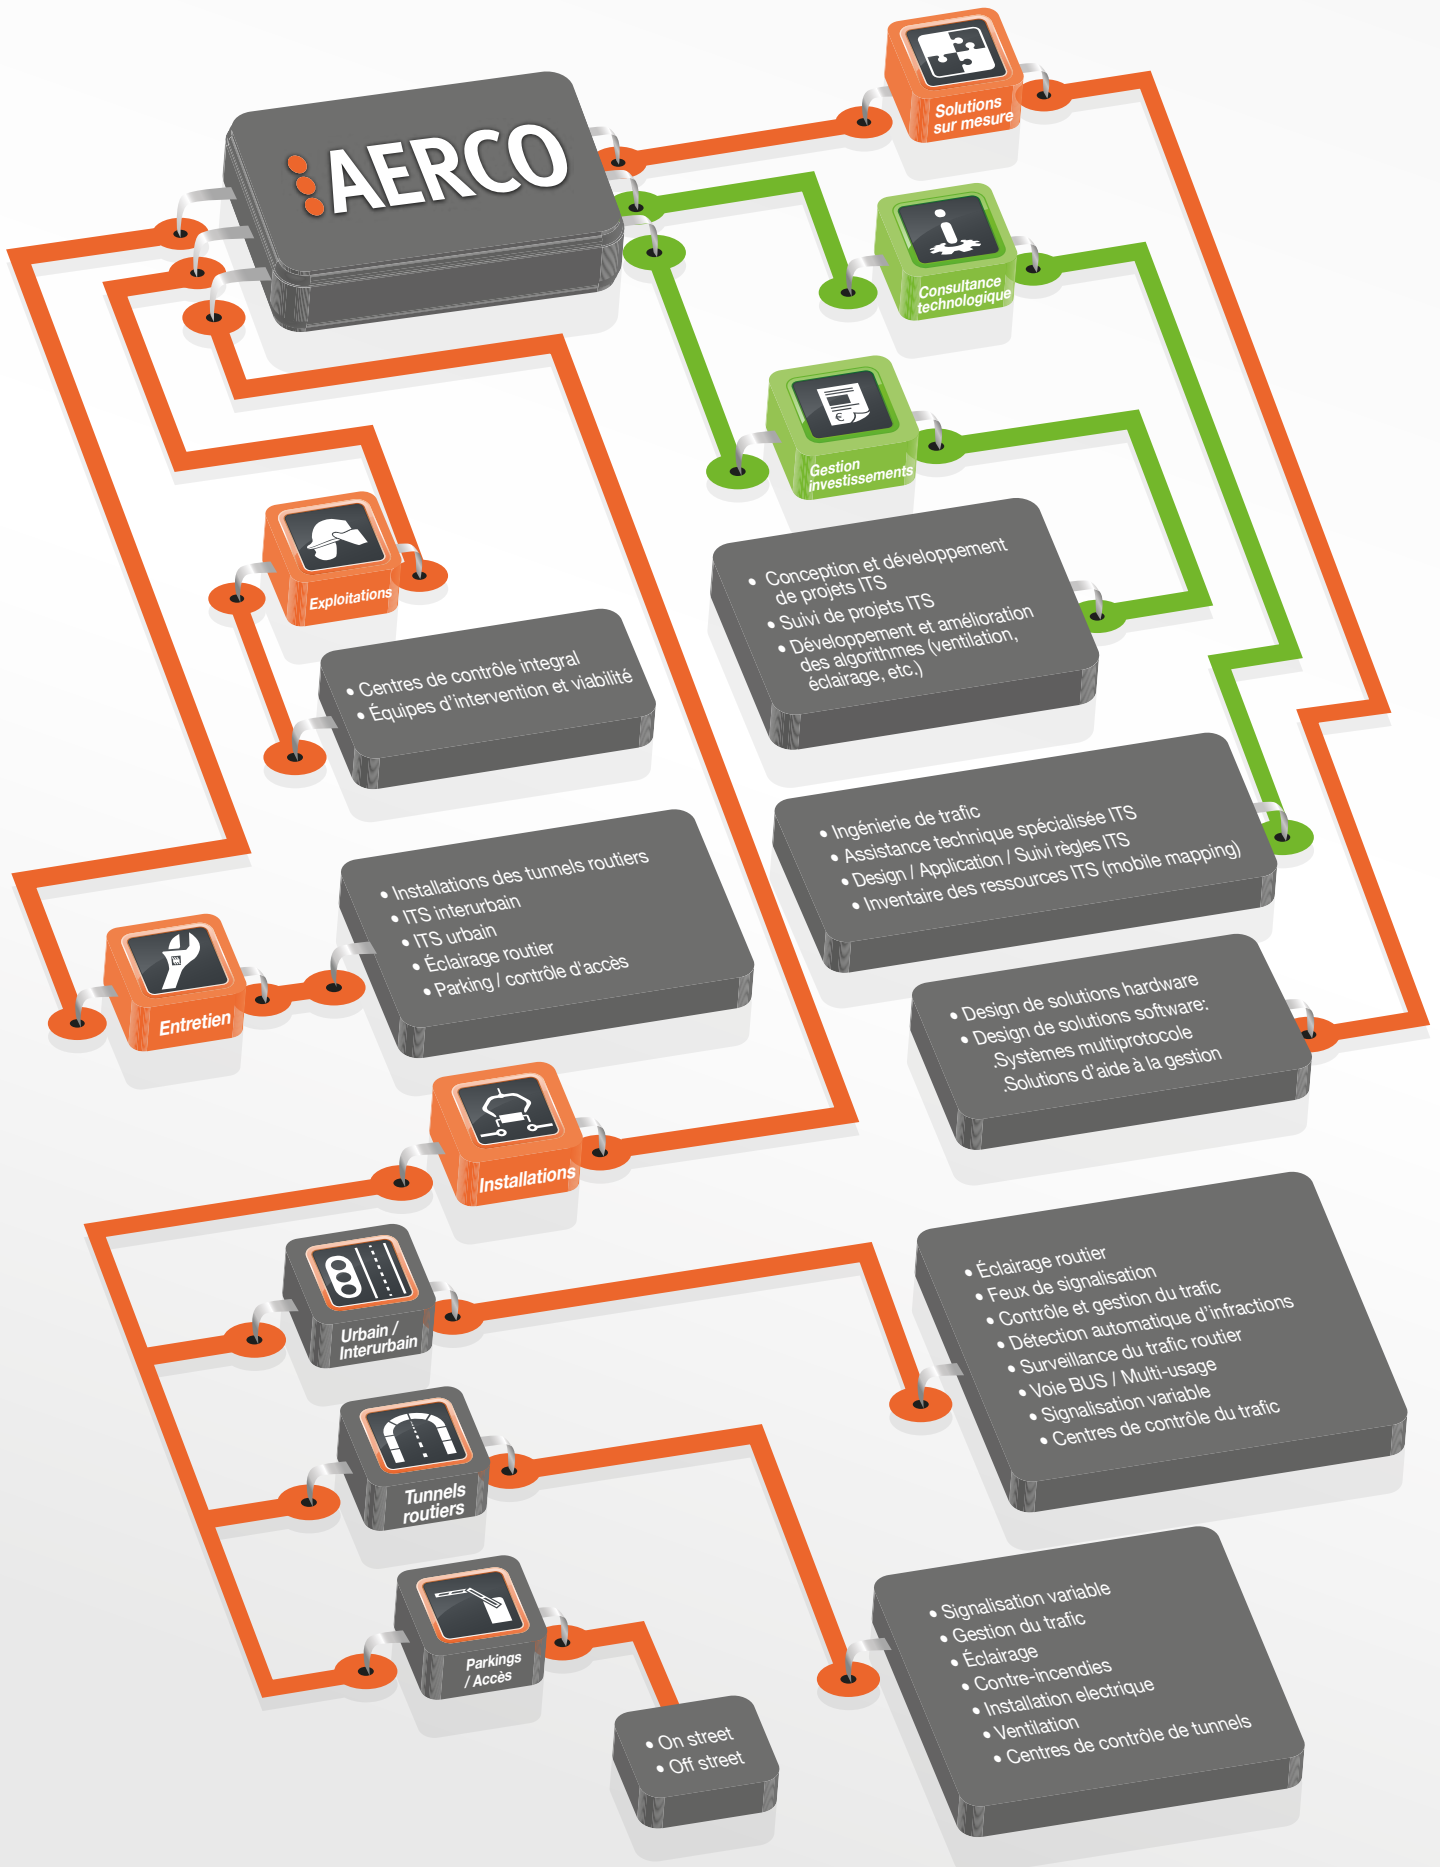 AERCO
Solutions
sur mesure
Consultance
technologique
Gestion
investissements
Exploitations
• Centres de contrôle integral
• Équipes d'intervention et viabilité
• Conception et développement
de projets ITS
• Suivi de projets ITS
• Développement et amélioration
des algorithmes (ventilation,
éclairage, etc.)
• Ingénierie de trafic
• Assistance technique spécialisée ITS
• Design / Application / Suivi règles ITS
• Inventaire des ressources ITS (mobile mapping)
• Installations des tunnels routiers
• ITS interurbain
• ITS urbain
• Éclairage routier
• Parking / contrôle d'accès
Entretien
• Design de solutions hardware
• Design de solutions software:
.Systèmes multiprotocole
.Solutions d'aide à la gestion
Installations
Urbain /
Interurbain
• Éclairage routier
• Feux de signalisation
• Contrôle et gestion du trafic
• Détection automatique d'infractions
• Surveillance du trafic routier
• Voie BUS / Multi-usage
• Signalisation variable
• Centres de contrôle du trafic
Tunnels
routiers
Parkings
/ Accès
• Signalisation variable
• Gestion du trafic
• Éclairage
• Contre-incendies
• Installation electrique
• Ventilation
• Centres de contrôle de tunnels
• On street
• Off street